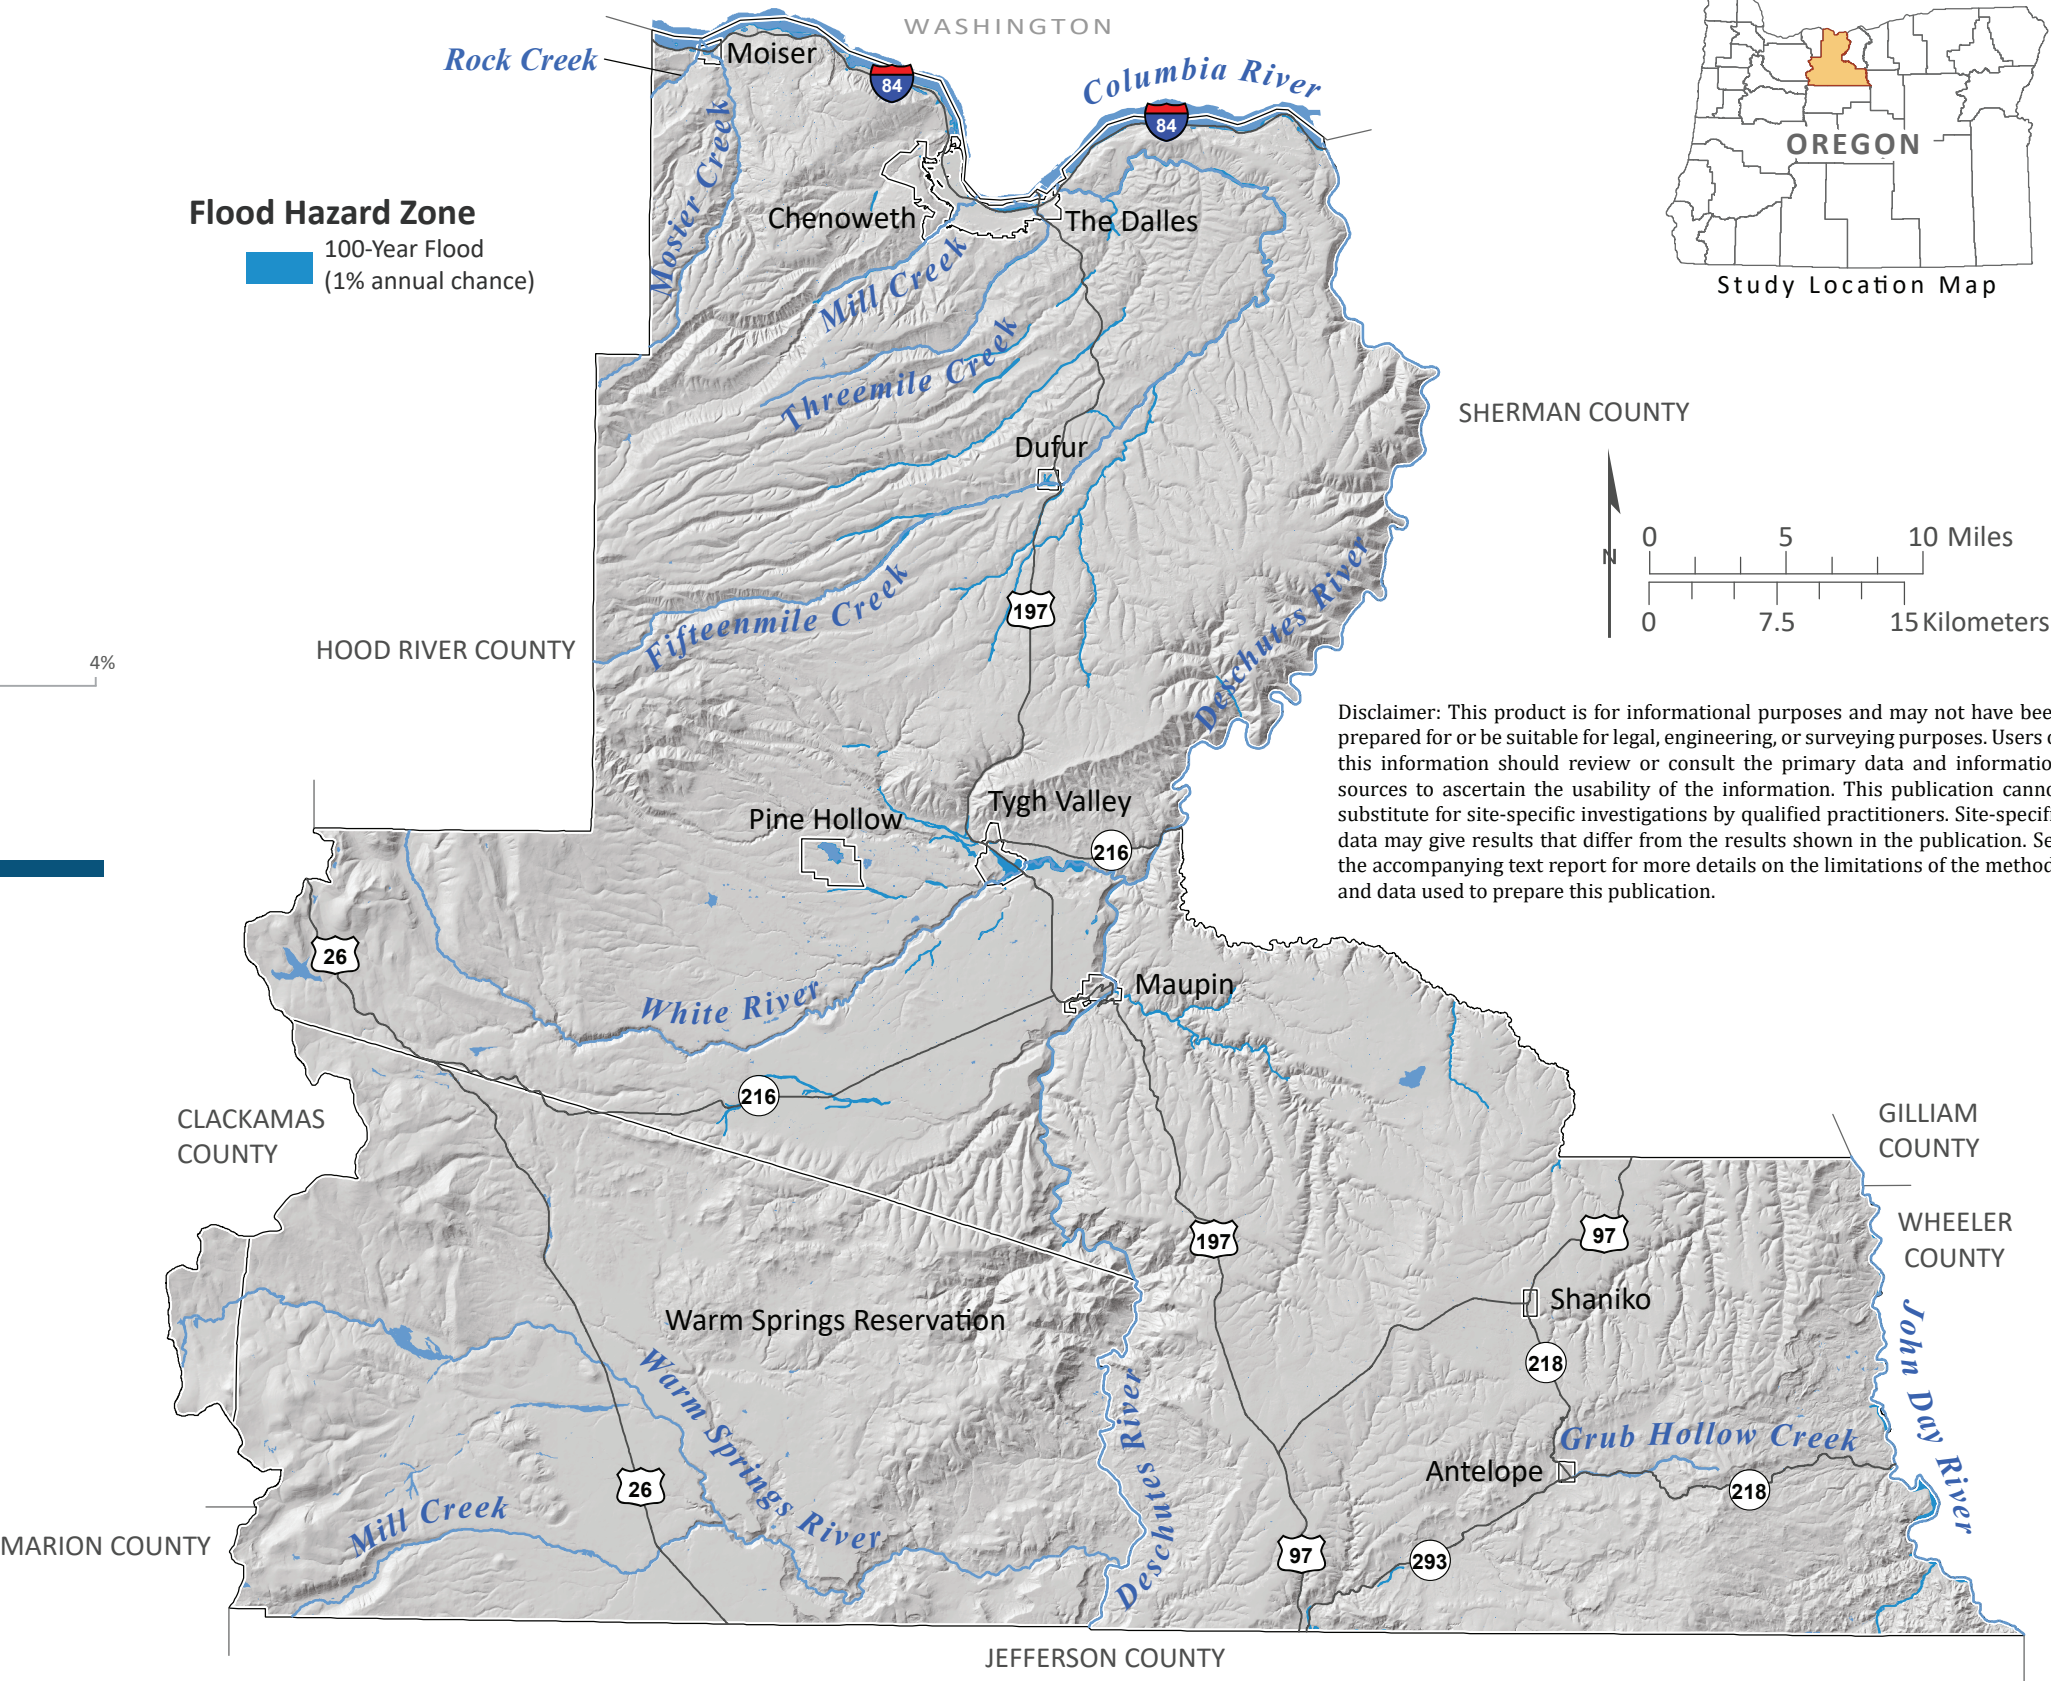 WASHINGTON
Rock Creek
Moiser
84
Columbia River
84
OREGON
Study Location Map
Flood Hazard Zone
100-Year Flood
(1% annual chance)
Mosier Creek
Chenoweth
The Dalles
Mill Creek
Threemile Creek
SHERMAN COUNTY
Dufur
N
0 5 10 Miles
0 7.5 15 Kilometers
197
Fifteenmile Creek
Deschutes River
HOOD RIVER COUNTY
4%
Disclaimer: This product is for informational purposes and may not have bee
prepared for or be suitable for legal, engineering, or surveying purposes. Users
this information should review or consult the primary data and informatio
sources to ascertain the usability of the information. This publication canno
substitute for site-specific investigations by qualified practitioners. Site-specif
data may give results that differ from the results shown in the publication. Se
the accompanying text report for more details on the limitations of the method
and data used to prepare this publication.
Tygh Valley
Pine Hollow
216
26
Maupin
White River
216
CLACKAMAS
COUNTY
GILLIAM
COUNTY
WHEELER
COUNTY
197
97
Shaniko
Warm Springs Reservation
218
John Day River
Warm Springs River
Deschutes River
Grub Hollow Creek
Antelope
218
26
Mill Creek
MARION COUNTY
97
293
JEFFERSON COUNTY